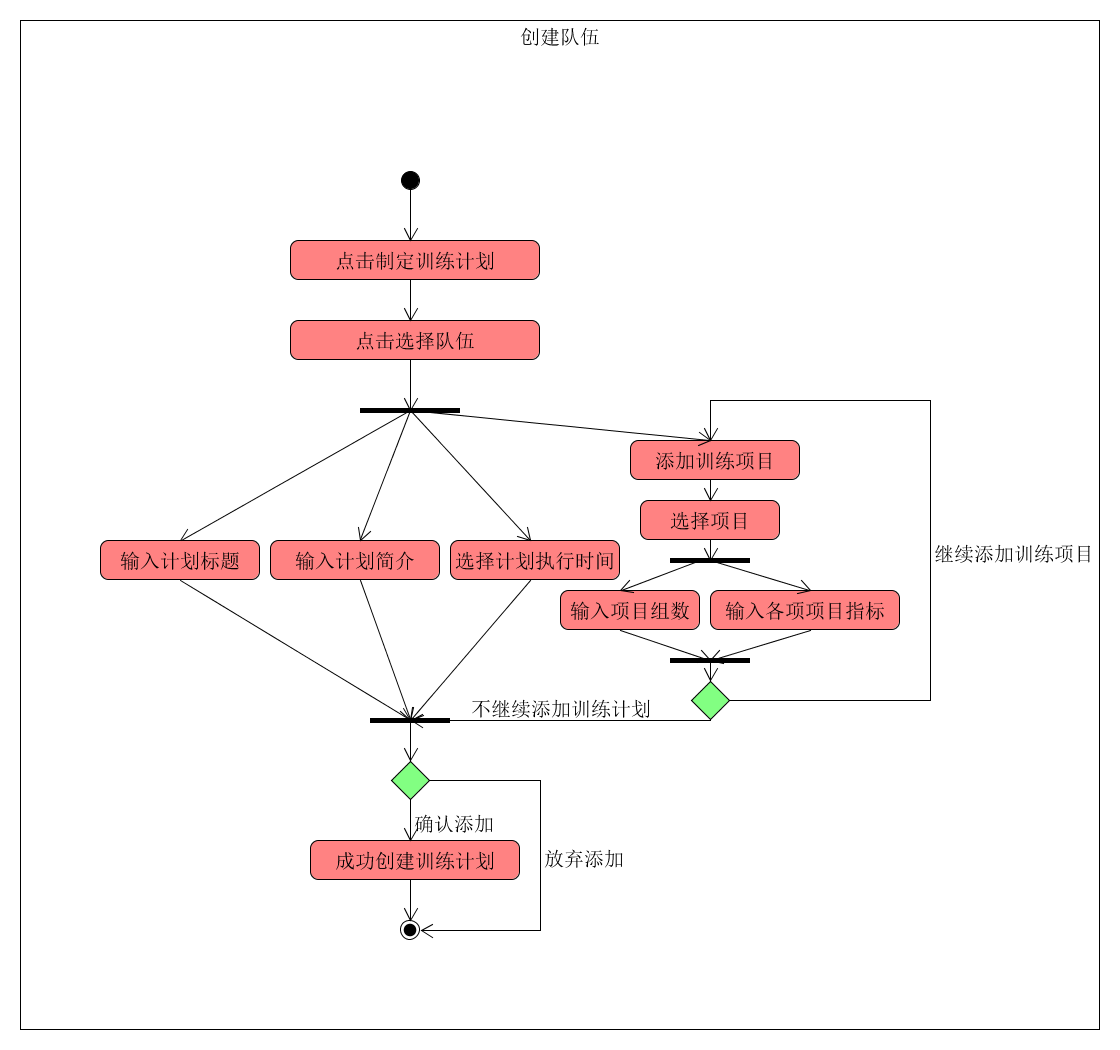 创建队伍
点击制定训练计划
点击选择队伍
添加训练项目
选择项目
继续添加训练项目
输入计划标题
输入计划简介
选择计划执行时间
输入项目组数
输入各项项目指标
不继续添加训练计划
确认添加
成功创建训练计划
放弃添加